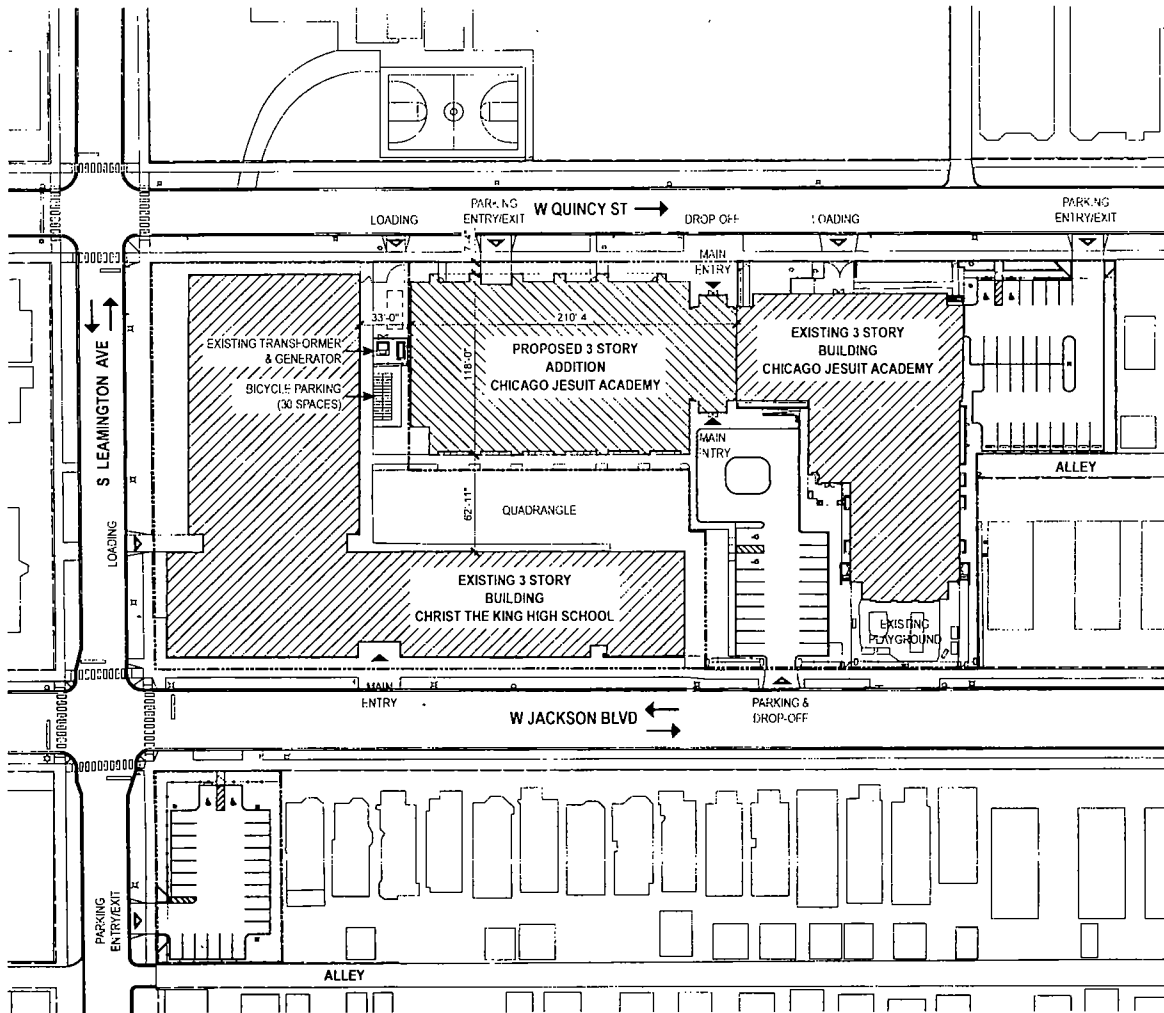 W QUINCY ST
LOADING
PARKING
ENTRY/EXIT
DROP OFF
LOADING
PARKING
ENTRY/EXIT
7'-4"
MAIN
ENTRY
33'-0"
210' 4
S LEAMINGTON AVE
EXISTING TRANSFORMER
& GENERATOR
BICYCLE PARKING
(30 SPACES)
118'-0"
PROPOSED 3 STORY
ADDITION
CHICAGO JESUIT ACADEMY
EXISTING 3 STORY
BUILDING
CHICAGO JESUIT ACADEMY
MAIN
ENTRY
ALLEY
LOADING
62'-11"
QUADRANGLE
EXISTING 3 STORY
BUILDING
CHRIST THE KING HIGH SCHOOL
EXISTING
PLAYGROUND
MAIN
ENTRY
W JACKSON BLVD
PARKING &
DROP-OFF
PARKING
ENTRY/EXIT
ALLEY